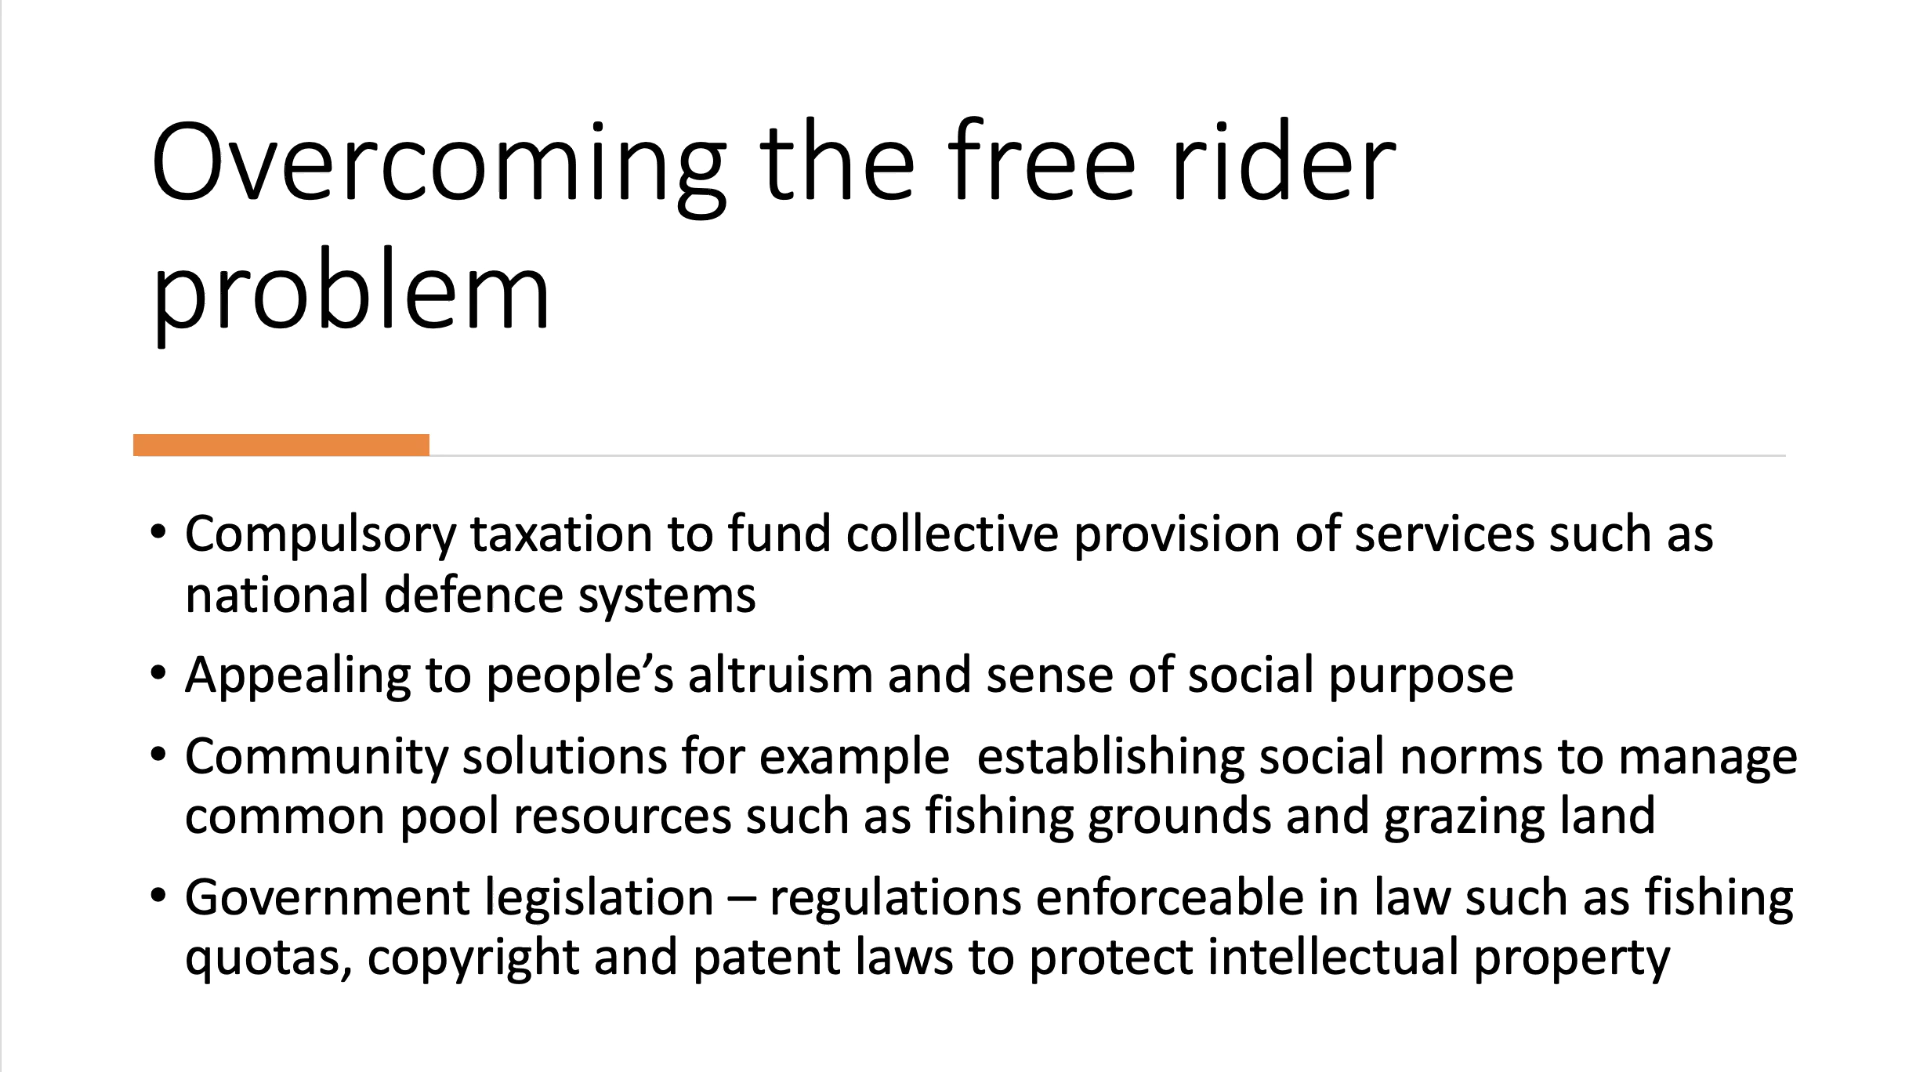 Overcoming the free rider
problem
• Compulsory taxation to fund collective provision of services such as
national defence systems
• Appealing to people’s altruism and sense of social purpose
• Community solutions for example  establishing social norms to manage
common pool resources such as fishing grounds and grazing land
• Government legislation – regulations enforceable in law such as fishing
quotas, copyright and patent laws to protect intellectual property